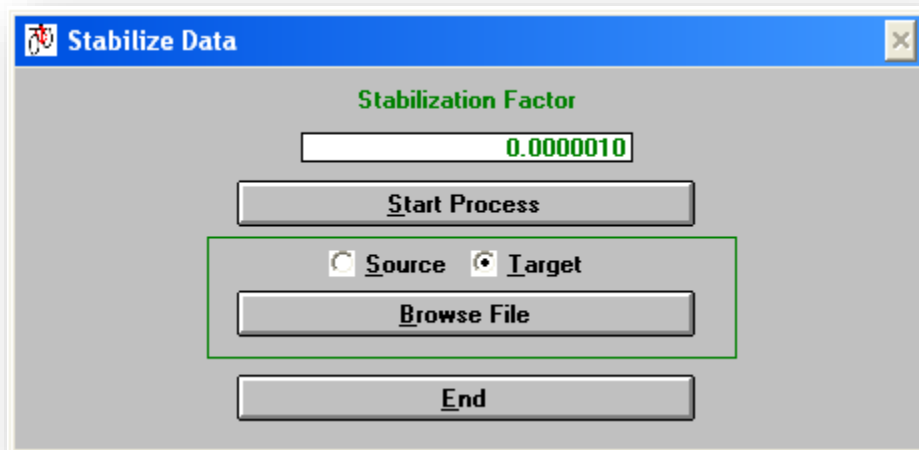 Stabilize Data
Stabilization Factor
0.0000010
Start Process
Source Target
Browse File
End